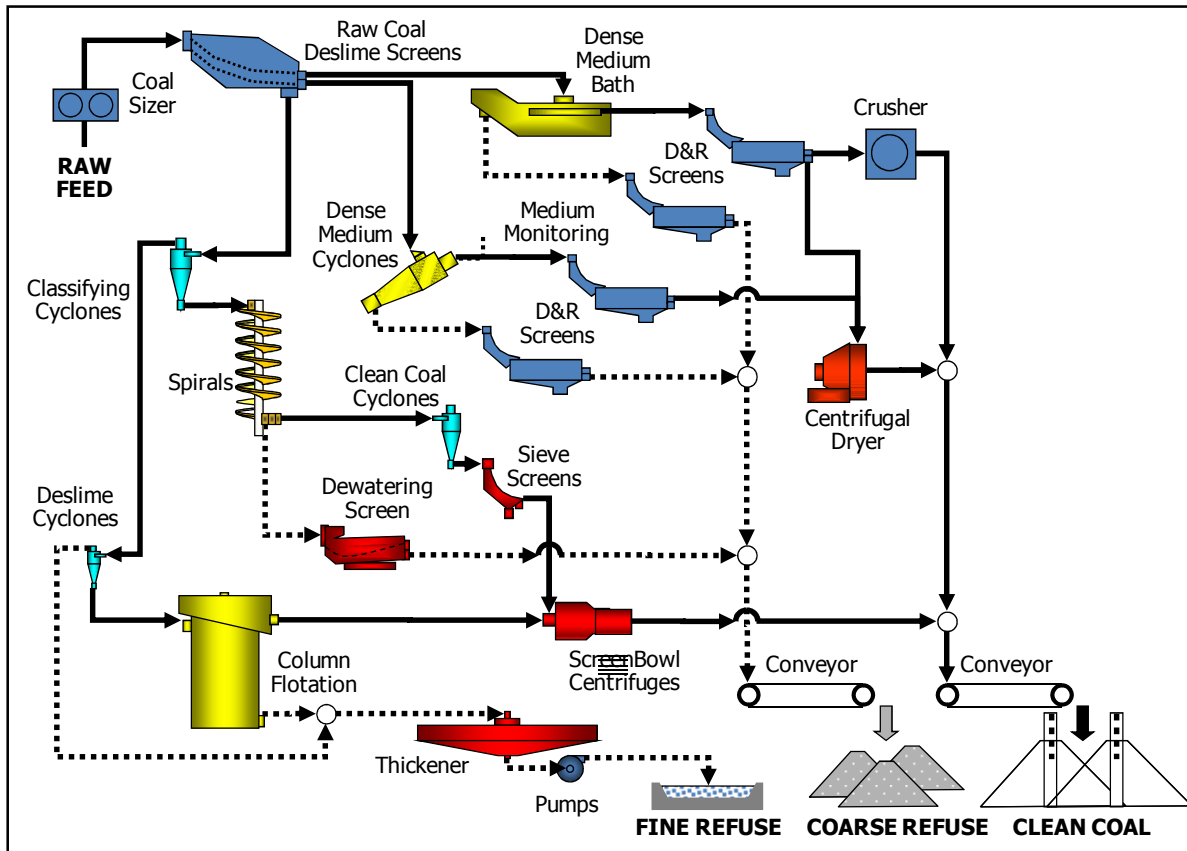 Raw Coal
Deslime Screens
Dense
Medium
Bath
Coal
Sizer
Crusher
RAW
FEED
D&R
Screens
Dense
Medium
Cyclones
Medium
Monitoring
Classifying
Cyclones
D&R
Screens
Spirals
Clean Coal
Cyclones
Centrifugal
Dryer
Sieve
Screens
Deslime
Cyclones
Dewatering
Screen
Column
Flotation
ScreenBowl
Centrifuges
Conveyor
Conveyor
Thickener
Pumps
FINE REFUSE
COARSE REFUSE
CLEAN COAL